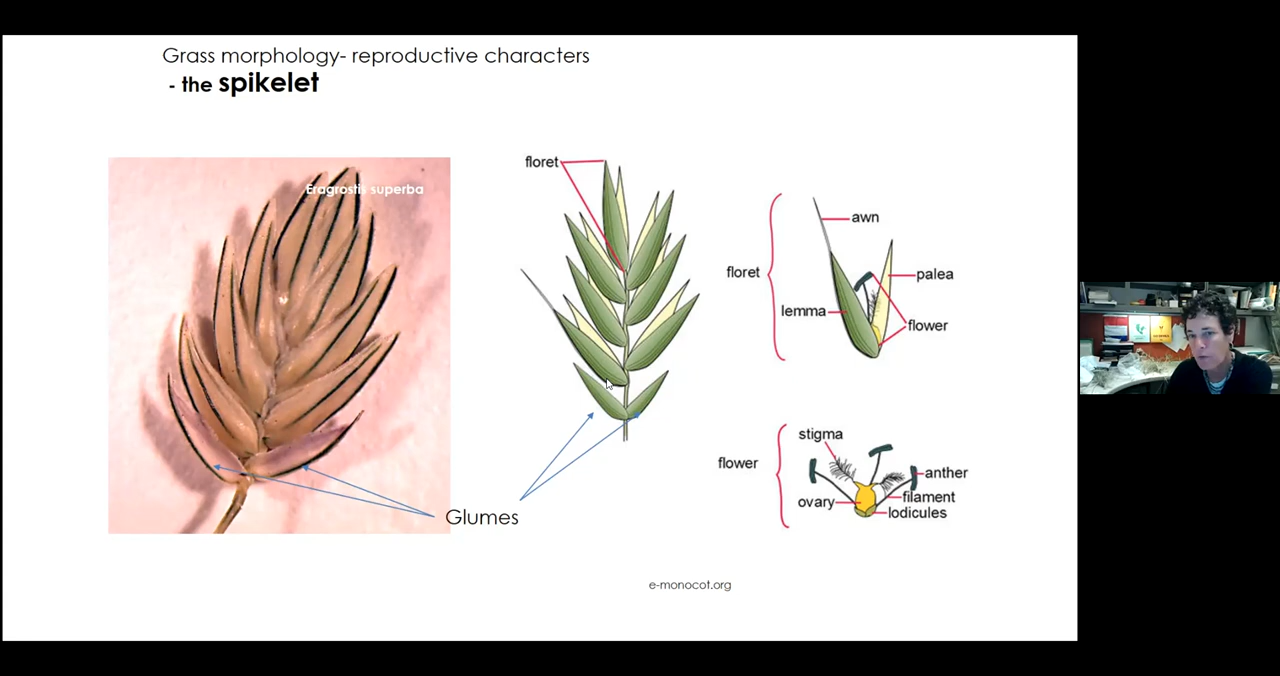 Grass morphology- reproductive characters
- the spikelet
Eragrostis superba
floret
Glumes
floret
awn
palea
lemma
flower
flower
stigma
anther
ovary
filament
lodicules
e-monocot.org